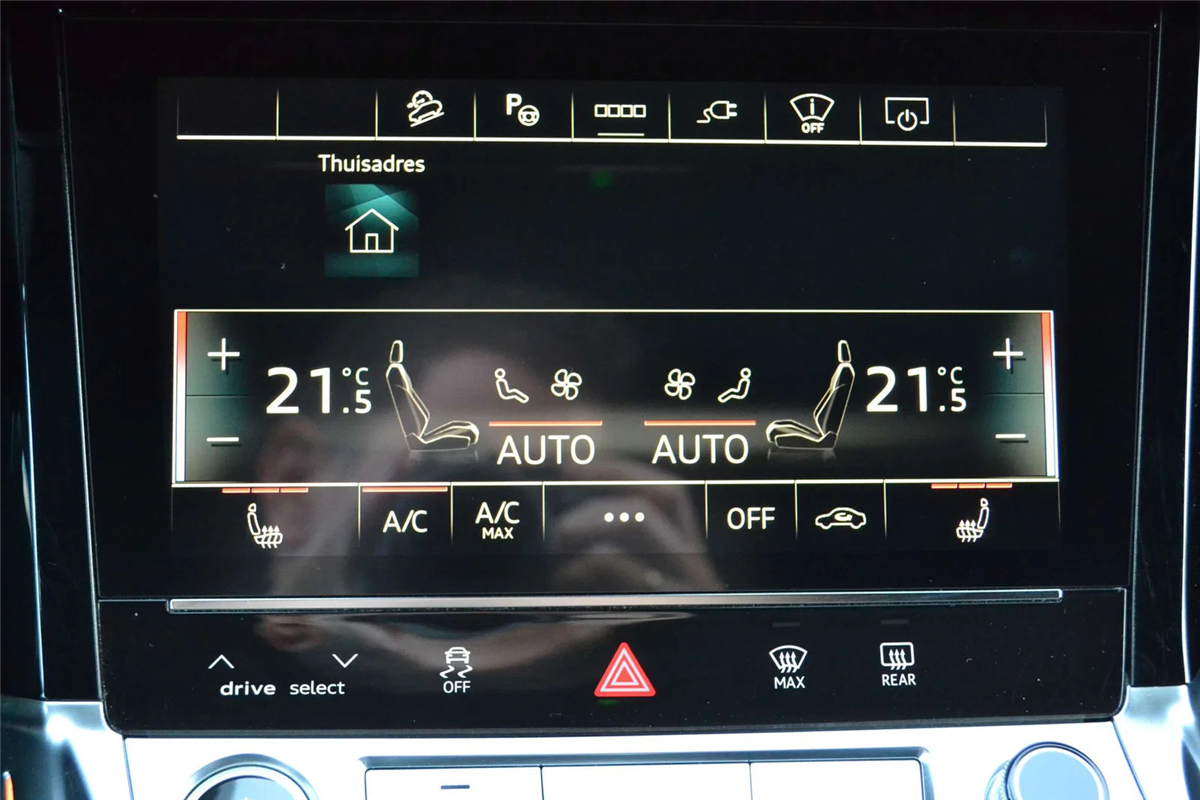 P
OFF
Thuisadres
21.5 °C
21.5 °C
AUTO AUTO
A/C
A/C MAX
OFF
drive select
OFF
MAX
REAR